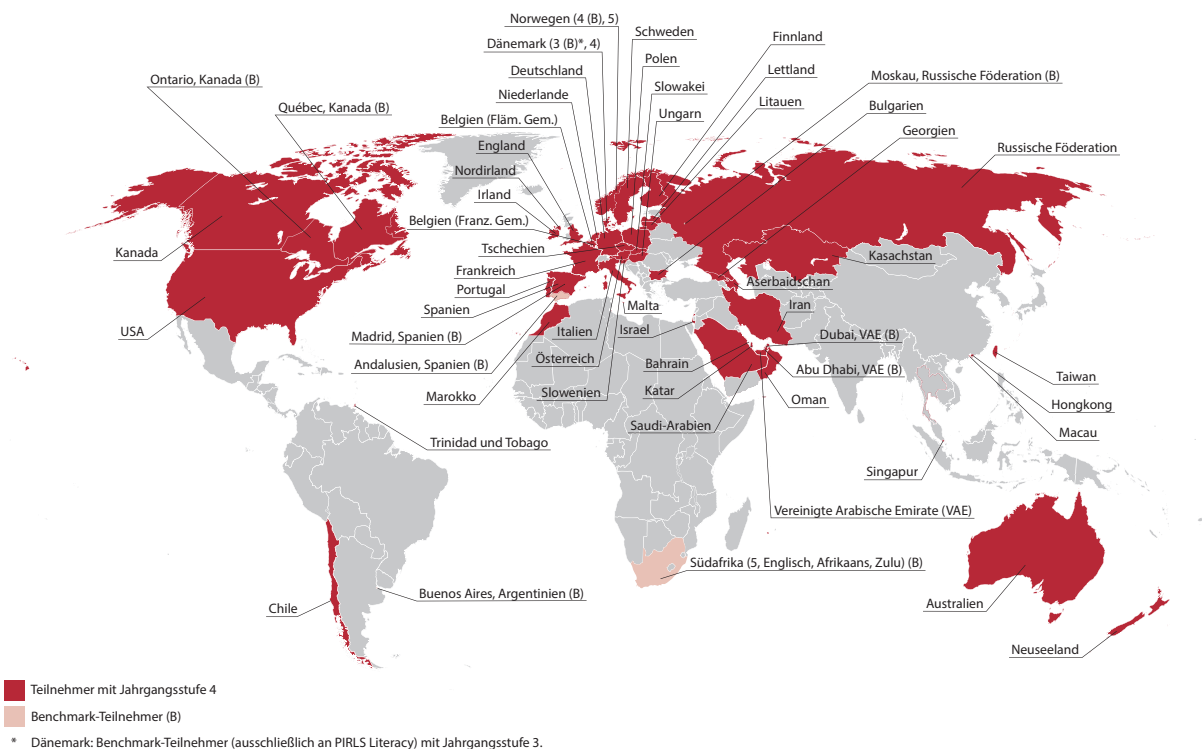 Norwegen (4 (B), 5)
Schweden
Finnland
Dänemark (3 (B)*, 4)
Polen
Lettland
Deutschland
Moskau, Russische Föderation (B)
Ontario, Kanada (B)
Slowakei
Niederlande
Litauen
Bulgarien
Québec, Kanada (B)
Ungarn
Belgien (Fläm. Gem.)
Georgien
England
Russische Föderation
Nordirland
Irland
Belgien (Franz. Gem.)
Kanada
Tschechien
Kasachstan
Frankreich
Aserbaidschan
Portugal
Spanien
Malta
Iran
USA
Madrid, Spanien (B)
Italien
Israel
Dubai, VAE (B)
Andalusien, Spanien (B)
Österreich
Bahrain
Abu Dhabi, VAE (B)
Taiwan
Marokko
Slowenien
Katar
Oman
Hongkong
Saudi-Arabien
Macau
Trinidad und Tobago
Singapur
Vereinigte Arabische Emirate (VAE)
Südafrika (5, Englisch, Afrikaans, Zulu) (B)
Buenos Aires, Argentinien (B)
Chile
Australien
Neuseeland
Teilnehmer mit Jahrgangsstufe 4
Benchmark-Teilnehmer (B)
* Dänemark: Benchmark-Teilnehmer (ausschließlich an PIRLS Literacy) mit Jahrgangsstufe 3.